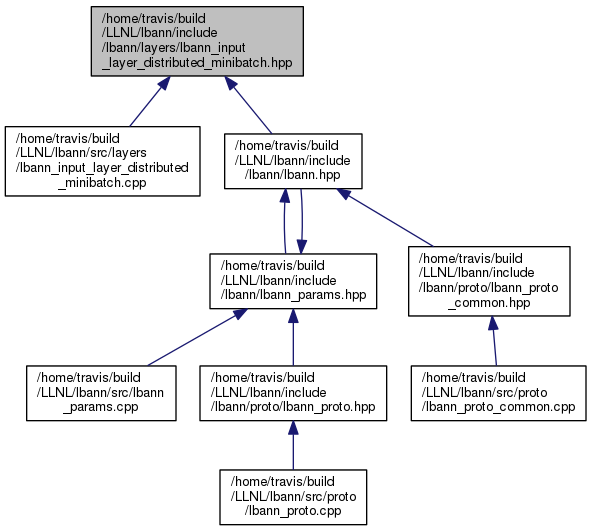 /home/travis/build
/LLNL/lbann/include
/lbann/layers/lbann_input
_layer_distributed_minibatch.hpp
/home/travis/build
/LLNL/lbann/src/layers
/lbann_input_layer_distributed
_minibatch.cpp
/home/travis/build
/LLNL/lbann/include
/lbann/lbann.hpp
/home/travis/build
/LLNL/lbann/include
/lbann/lbann_params.hpp
/home/travis/build
/LLNL/lbann/include
/lbann/proto/lbann_proto
_common.hpp
/home/travis/build
/LLNL/lbann/src/lbann
_params.cpp
/home/travis/build
/LLNL/lbann/include
/lbann/proto/lbann_proto.hpp
/home/travis/build
/LLNL/lbann/src/proto
/lbann_proto_common.cpp
/home/travis/build
/LLNL/lbann/src/proto
/lbann_proto.cpp